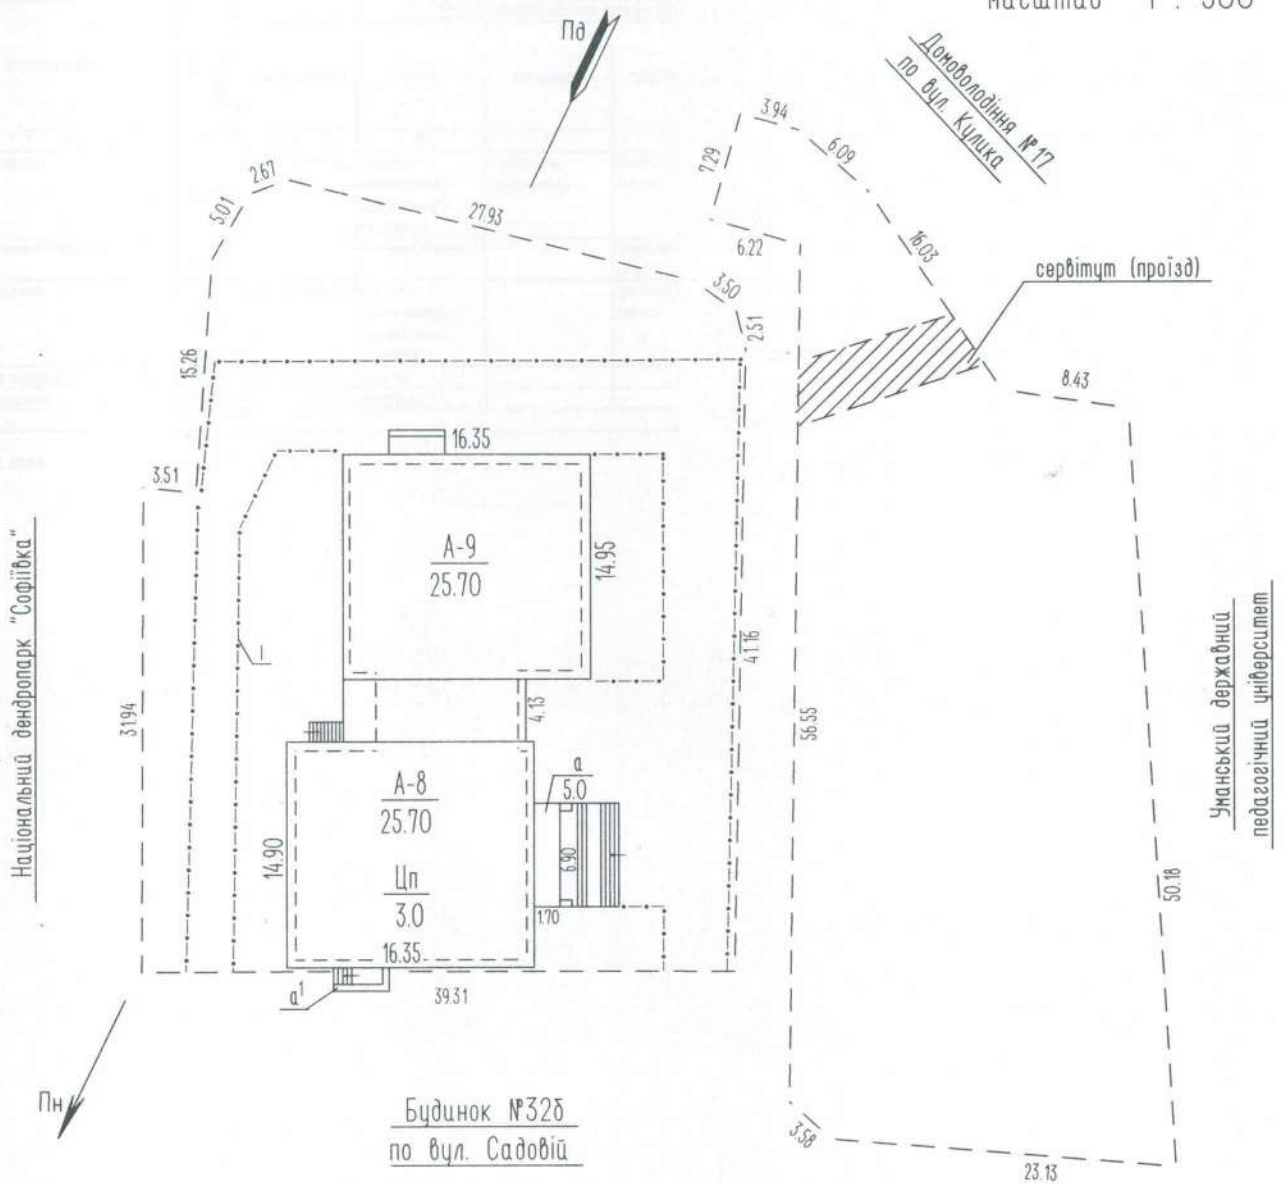 масштаб 1 : 500
Пд
Домоволодіння №17
по вул. Кулика
3.94
6.09
7.29
2.67
5.01
27.93
6.22
16.03
3.50
2.51
сервітут (проїзд)
15.26
8.43
16.35
3.51
А-9
25.70
14.95
Національний дендропарк "Софіївка"
І
41.16
31.94
4.13
56.55
Уманський державний
педагогічний університет
А-8
25.70
а
5.0
14.90
6.90
Цп
3.0
1.70
50.18
16.35
а¹
39.31
Пн
Будинок №32б
по вул. Садовій
3.58
23.13